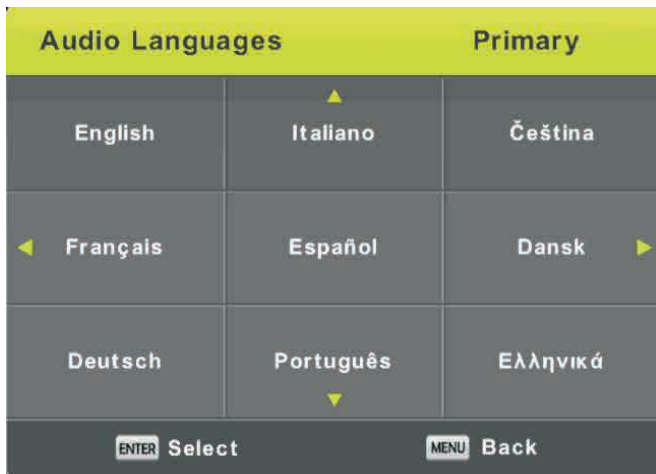 Audio Languages Primary
English Italiano Čeština
Français Español Dansk
Deutsch Português Ελληνικά
ENTER Select MENU Back